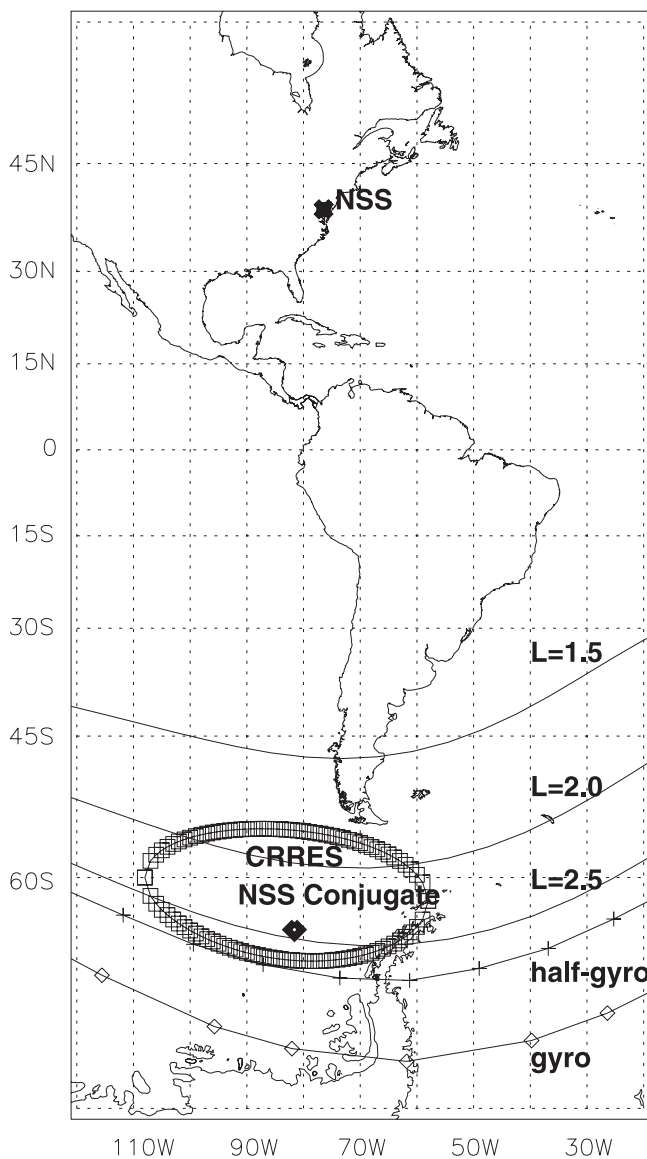 45N
NSS
30N
15N
0
15S
30S
L=1.5
45S
L=2.0
CRRES
60S
L=2.5
NSS Conjugate
half-gyro
gyro
110W 90W 70W 50W 30W